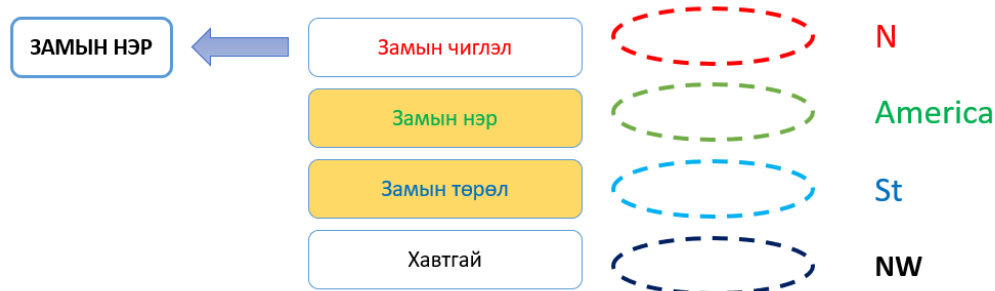 ЗАМЫН НЭР
Замын чиглэл
N
Замын нэр
America
Замын төрөл
St
Хавтгай
NW